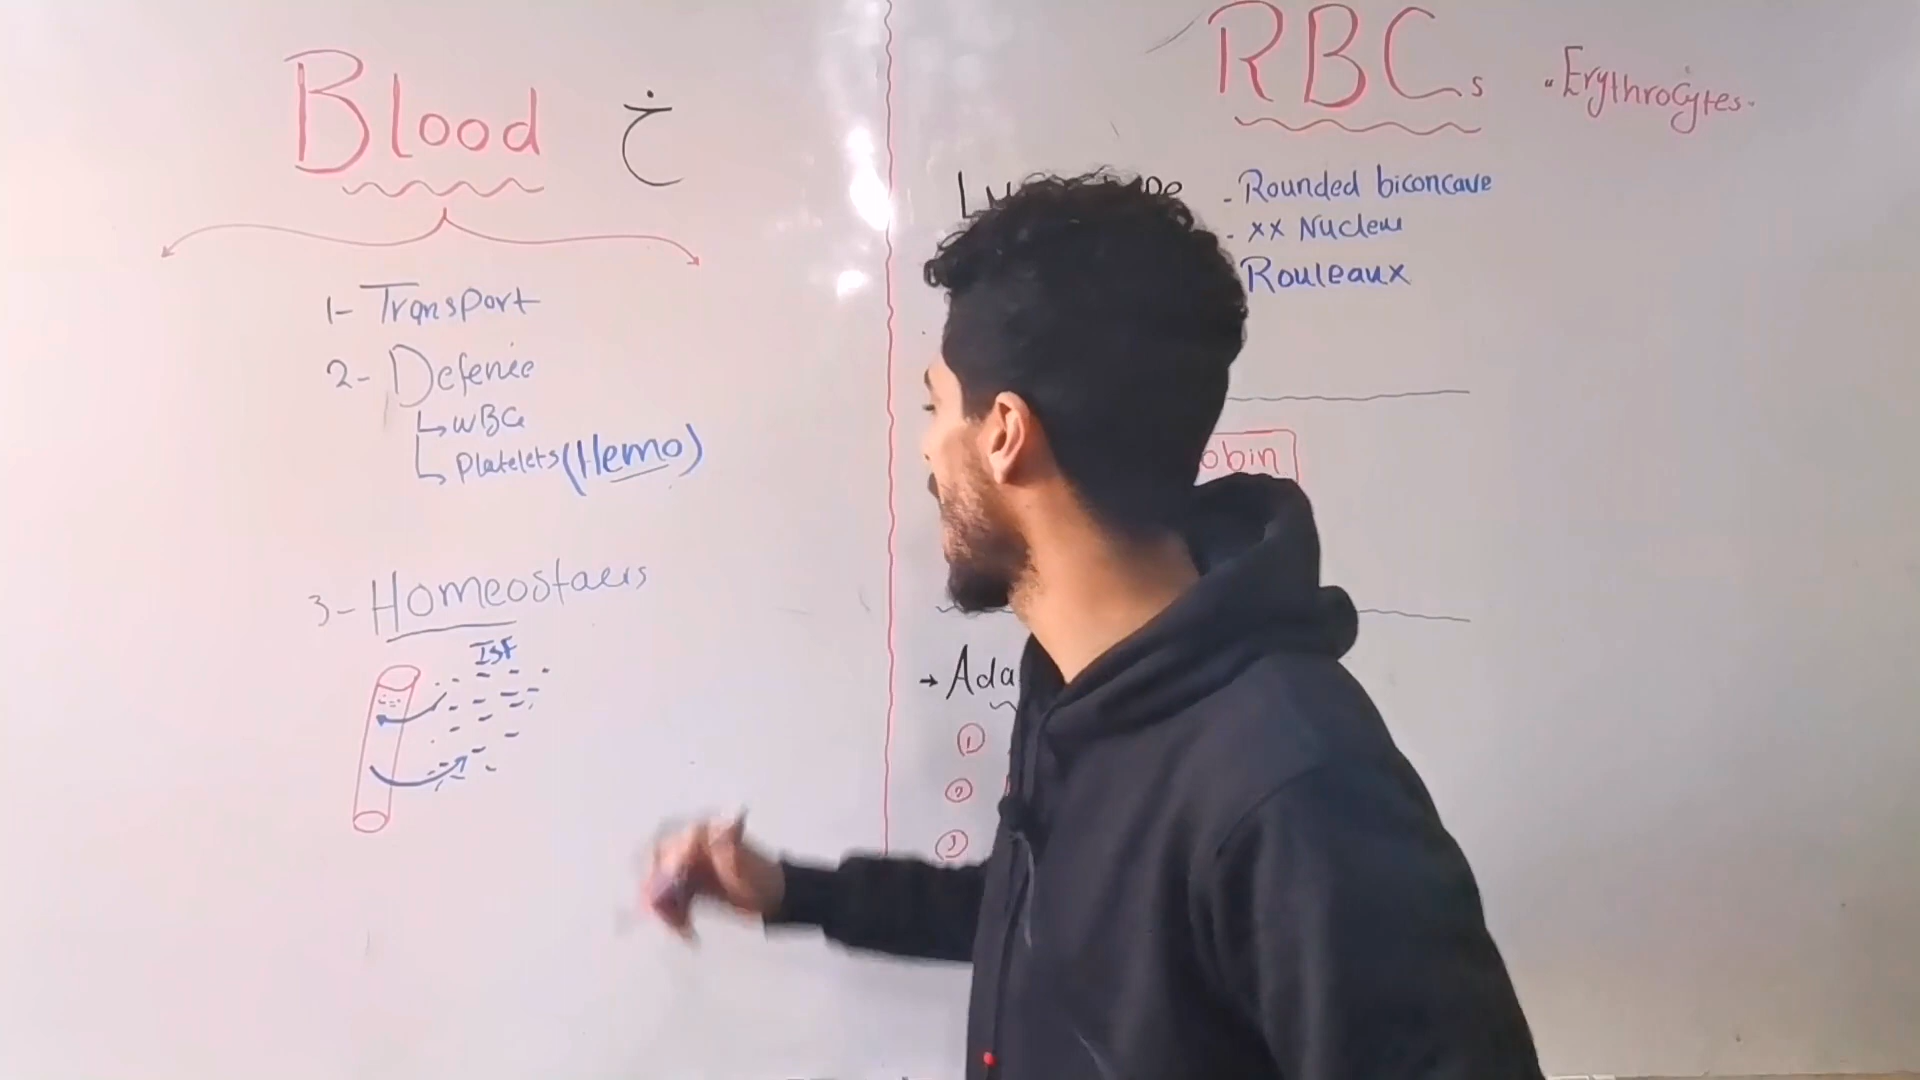 Blood خ
1- Transport
2- Defense
WBCs
Platelets (Hemo)
3- Homeostasis
ISF
RBCs "Erythrocytes"
- Rounded biconcave
- xx Nucleus
Rouleaux
obin
→ Ada
1
2
3